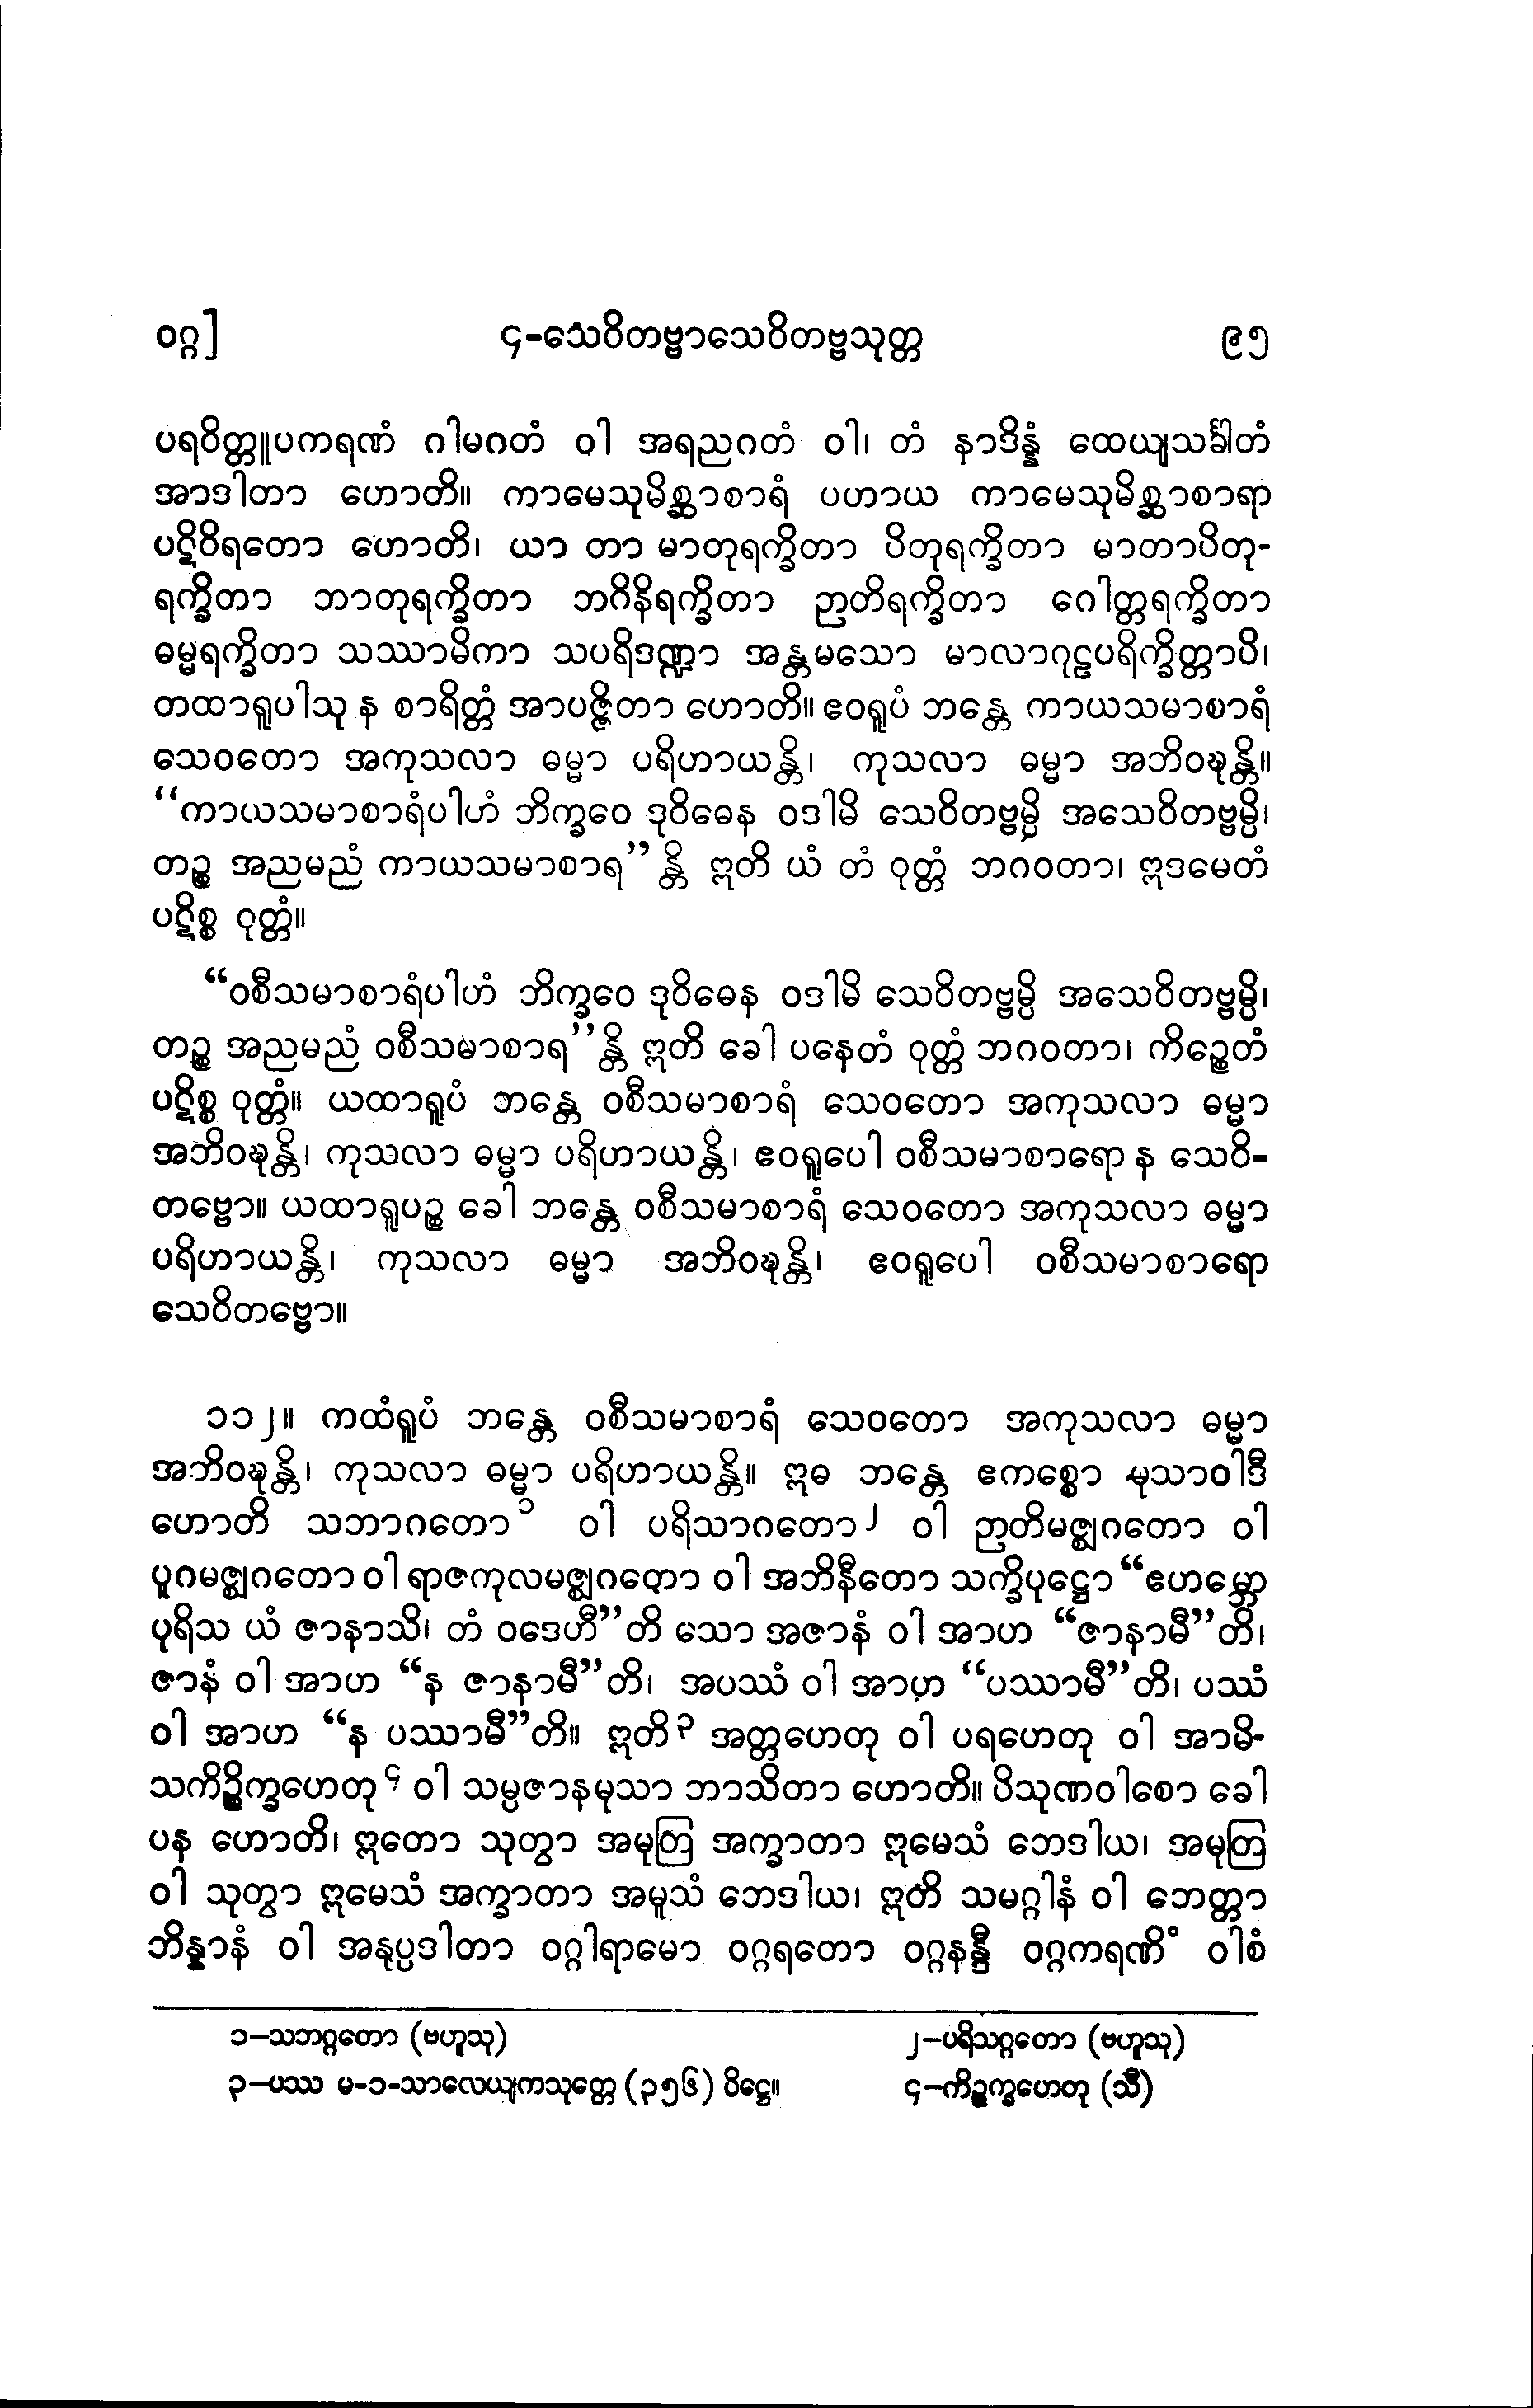 ဝဂ္ဂ]
၄-သေဝိတဗ္ဗာသေဝိတဗ္ဗသုတ္တ
၉၅
ပရဝိတ္တူပကရဏံ ဂါမဂတံ ဝါ အရညဂတံ ဝါ၊ တံ နာဒိန္နံ ထေယျသင်္ခါတံ
အာဒါတာ ဟောတိ။ ကာမေသုမိစ္ဆာစာရံ ပဟာယ ကာမေသုမိစ္ဆာစာရာ
ပဋိဝိရတော ဟောတိ၊ ယာ တာ မာတုရက္ခိတာ ပိတုရက္ခိတာ မာတာပိတု-
ရက္ခိတာ ဘာတုရက္ခိတာ ဘဂိနိရက္ခိတာ ဉာတိရက္ခိတာ ဂေါတ္တရက္ခိတာ
ဓမ္မရက္ခိတာ သဿာမိကာ သပရိဒဏ္ဍာ အန္တမသော မာလာဂုဠပရိက္ခိတ္တာပိ၊
တထာရူပါသု န စာရိတ္တံ အာပဇ္ဇိတာ ဟောတိ။ ဧဝရူပံ ဘန္တေ ကာယသမာစာရံ
သေဝတော အကုသလာ ဓမ္မာ ပရိဟာယန္တိ၊ ကုသလာ ဓမ္မာ အဘိဝဍ္ဎန္တိ။
“ကာယသမာစာရံပါဟံ ဘိက္ခဝေ ဒုဝိဓေန ဝဒါမိ သေဝိတဗ္ဗမ္ပိ အသေဝိတဗ္ဗမ္ပိ၊
တဉ္စ အညမညံ ကာယသမာစာရ” န္တိ ဣတိ ယံ တံ ဝုတ္တံ ဘဂဝတာ၊ ဣဒမေတံ
ပဋိစ္စ ဝုတ္တံ။
“ဝစီသမာစာရံပါဟံ ဘိက္ခဝေ ဒုဝိဓေန ဝဒါမိ သေဝိတဗ္ဗမ္ပိ အသေဝိတဗ္ဗမ္ပိ၊
တဉ္စ အညမညံ ဝစီသမာစာရ”န္တိ ဣတိ ခေါ ပနေတံ ဝုတ္တံ ဘဂဝတာ၊ ကိဉ္စေတံ
ပဋိစ္စ ဝုတ္တံ။ ယထာရူပံ ဘန္တေ ဝစီသမာစာရံ သေဝတော အကုသလာ ဓမ္မာ
အဘိဝဍ္ဎန္တိ၊ ကုသလာ ဓမ္မာ ပရိဟာယန္တိ၊ ဧဝရူပေါ ဝစီသမာစာရော န သေဝိ-
တဗ္ဗော။ ယထာရူပဉ္စ ခေါ ဘန္တေ ဝစီသမာစာရံ သေဝတော အကုသလာ ဓမ္မာ
ပရိဟာယန္တိ၊ ကုသလာ ဓမ္မာ အဘိဝဍ္ဎန္တိ၊ ဧဝရူပေါ ဝစီသမာစာရော
သေဝိတဗ္ဗော။
၁၁၂။ ကထံရူပံ ဘန္တေ ဝစီသမာစာရံ သေဝတော အကုသလာ ဓမ္မာ
အဘိဝဍ္ဎန္တိ၊ ကုသလာ ဓမ္မာ ပရိဟာယန္တိ။ ဣဓ ဘန္တေ ဧကစ္စော မုသာဝါဒီ
ဟောတိ သဘာဂတော၁ ဝါ ပရိသာဂတော၂ ဝါ ဉာတိမဇ္ဈဂတော ဝါ
ပူဂမဇ္ဈဂတော ဝါ ရာဇကုလမဇ္ဈဂတော ဝါ အဘိနီတော သက္ခိပုဋ္ဌော “ဧဟမ္ဘော
ပုရိသ ယံ ဇာနာသိ၊ တံ ဝဒေဟီ”တိ သော အဇာနံ ဝါ အာဟ “ဇာနာမီ”တိ၊
ဇာနံ ဝါ အာဟ “န ဇာနာမီ”တိ၊ အပဿံ ဝါ အာဟ “ပဿာမီ”တိ၊ ပဿံ
ဝါ အာဟ “န ပဿာမီ”တိ။ ဣတိ၃ အတ္တဟေတု ဝါ ပရဟေတု ဝါ အာမိ-
သကိဉ္စိက္ခဟေတု၄ ဝါ သမ္ပဇာနမုသာ ဘာသိတာ ဟောတိ။ ပိသုဏဝါစော ခေါ
ပန ဟောတိ၊ ဣတော သုတွာ အမုတြ အက္ခာတာ ဣမေသံ ဘေဒါယ၊ အမုတြ
ဝါ သုတွာ ဣမေသံ အက္ခာတာ အမူသံ ဘေဒါယ၊ ဣတိ သမဂ္ဂါနံ ဝါ ဘေတ္တာ
ဘိန္နာနံ ဝါ အနုပ္ပဒါတာ ဝဂ္ဂါရာမော ဝဂ္ဂရတော ဝဂ္ဂနန္ဒီ ဝဂ္ဂကရဏိံ ဝါစံ
၁–သဘဂ္ဂတော (ဗဟူသု)
၂–ပရိသဂ္ဂတော (ဗဟူသု)
၃–ပဿ မ-၁-သာလေယျကသုတ္တေ (၃၅၆) ပိဋ္ဌေ။
၄–ကိဉ္စက္ခဟေတု (သီ)